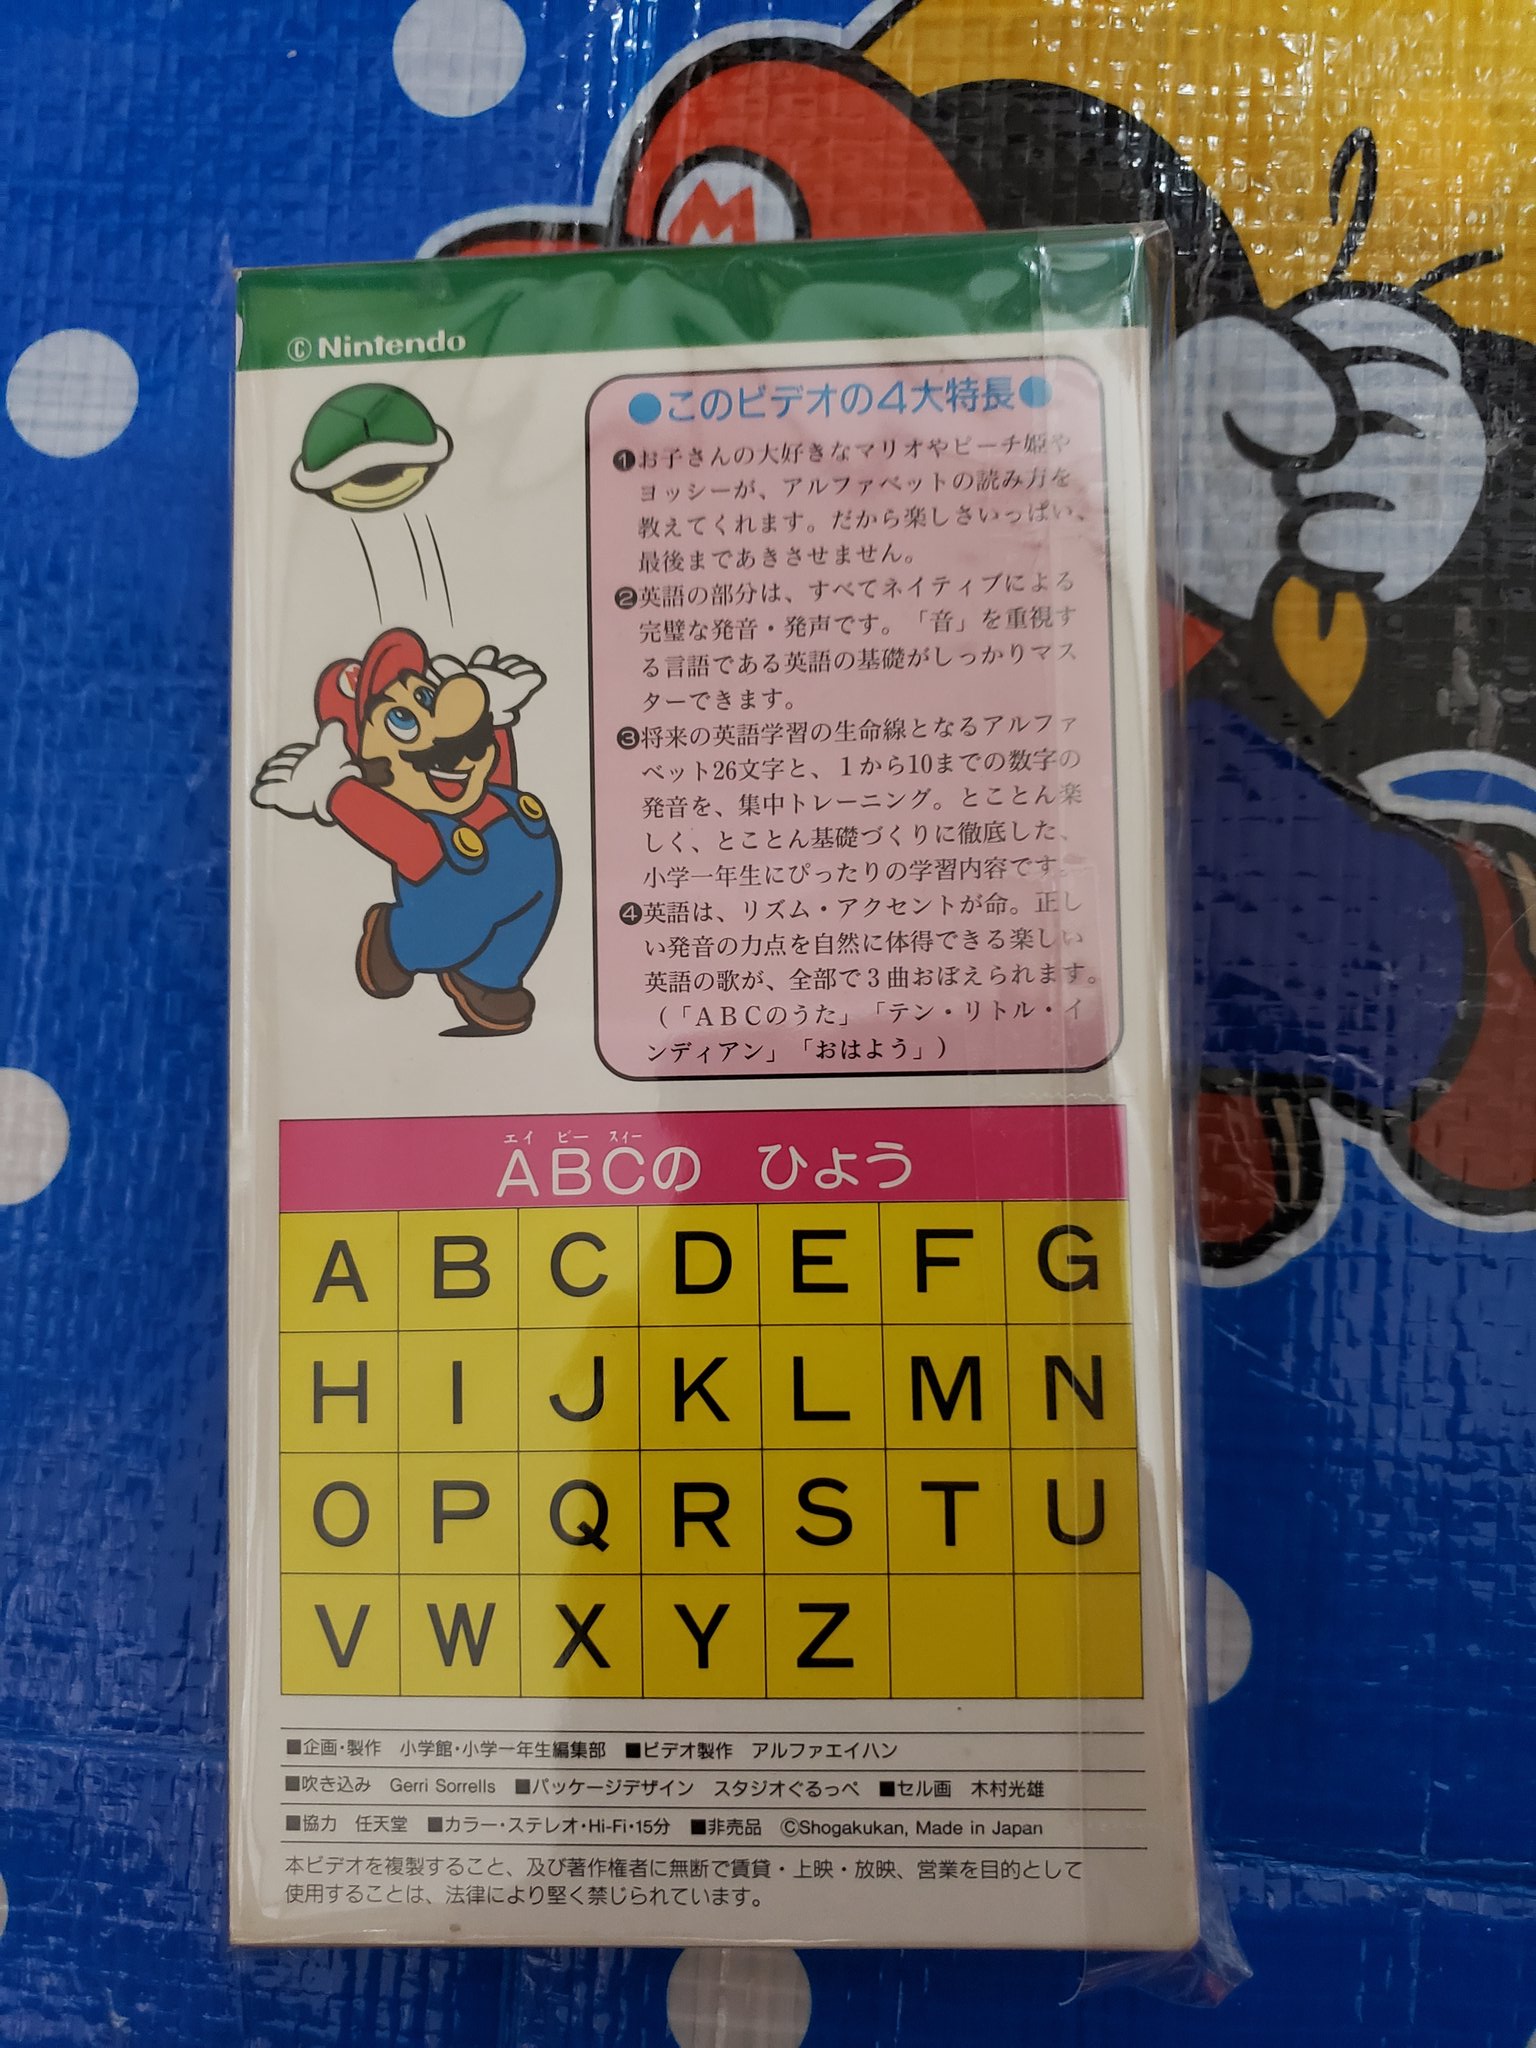 M
©Nintendo
M
●このビデオの4大特長●
❶お子さんの大好きなマリオやピーチ姫や
ヨッシーが、アルファベットの読み方を
教えてくれます。だから楽しさいっぱい、
最後まであきさせません。
❷英語の部分は、すべてネイティブによる
完璧な発音・発声です。「音」を重視す
る言語である英語の基礎がしっかりマス
ターできます。
❸将来の英語学習の生命線となるアルファ
ベット26文字と、1から10までの数字の
発音を、集中トレーニング。とことん楽
しく、とことん基礎づくりに徹底した、
小学一年生にぴったりの学習内容です。
❹英語は、リズム・アクセントが命。正し
い発音の力点を自然に体得できる楽しい
英語の歌が、全部で3曲おぼえられます。
(「ABCのうた」「テン・リトル・イ
ンディアン」「おはよう」)
エイ ビー スィー
ABCの ひょう
A B C D E F G
H I J K L M N
O P Q R S T U
V W X Y Z
■企画・製作 小学館・小学一年生編集部 ■ビデオ製作 アルファエイハン
■吹き込み Gerri Sorrells ■パッケージデザイン スタジオぐるっぺ ■セル画 木村光雄
■協力 任天堂 ■カラー・ステレオ・Hi-Fi・15分 ■非売品 ©Shogakukan, Made in Japan
本ビデオを複製すること、及び著作権者に無断で賃貸・上映・放映、営業を目的として
使用することは、法律により堅く禁じられています。